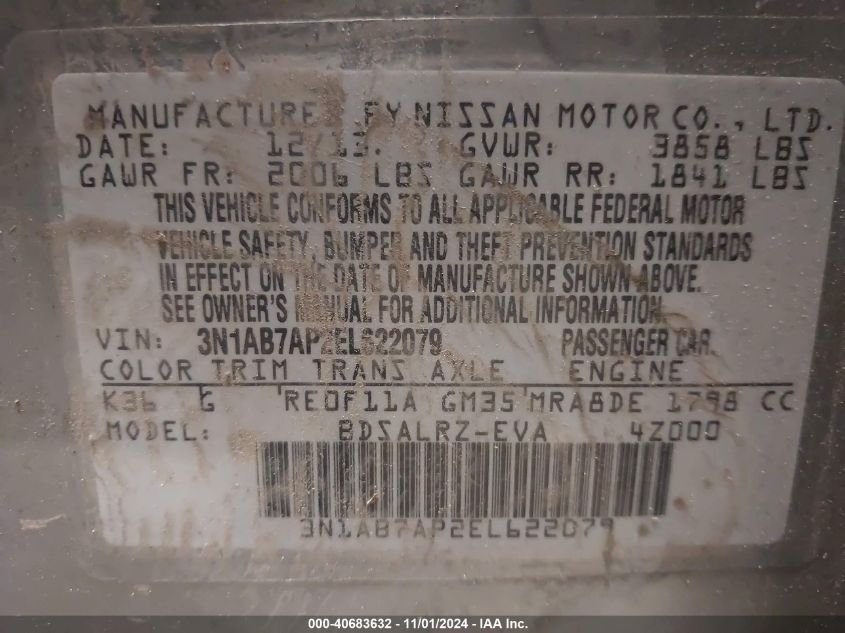 MANUFACTURED BY NISSAN MOTOR CO., LTD.
DATE: 12/13. GVWR: 3858 LBS
GAWR FR: 2006 LBS GAWR RR: 1841 LBS
THIS VEHICLE CONFORMS TO ALL APPLICABLE FEDERAL MOTOR
VEHICLE SAFETY, BUMPER AND THEFT PREVENTION STANDARDS
IN EFFECT ON THE DATE OF MANUFACTURE SHOWN ABOVE.
SEE OWNER'S MANUAL FOR ADDITIONAL INFORMATION.
VIN: 3N1AB7AP2EL622079 PASSENGER CAR.
COLOR TRIM TRANS AXLE ENGINE
K36 G RE0F11A GM35 MRA8DE 1798 CC
MODEL: BDSALRZ-EVA 4Z000
3N1AB7AP2EL622079
000-40683632 - 11/01/2024 - IAA Inc.